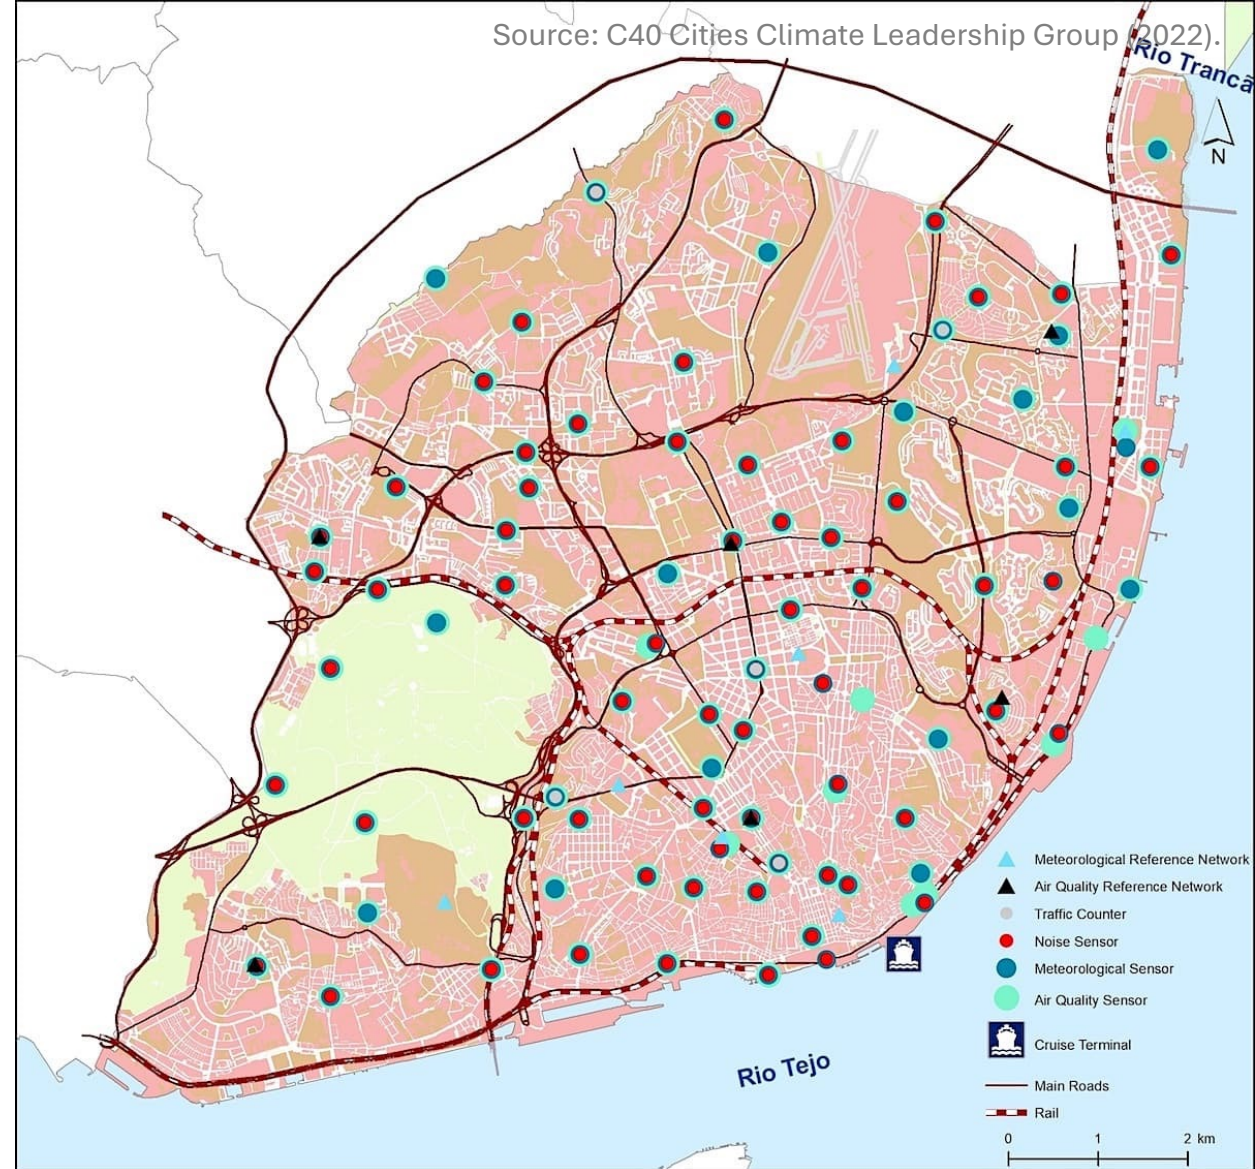 Source: C40 Cities Climate Leadership Group (2022).
Rio Trancã
N
Meteorological Reference Network
Air Quality Reference Network
Traffic Counter
Noise Sensor
Meteorological Sensor
Air Quality Sensor
Cruise Terminal
Rio Tejo
Main Roads
Rail
0 1 2 km